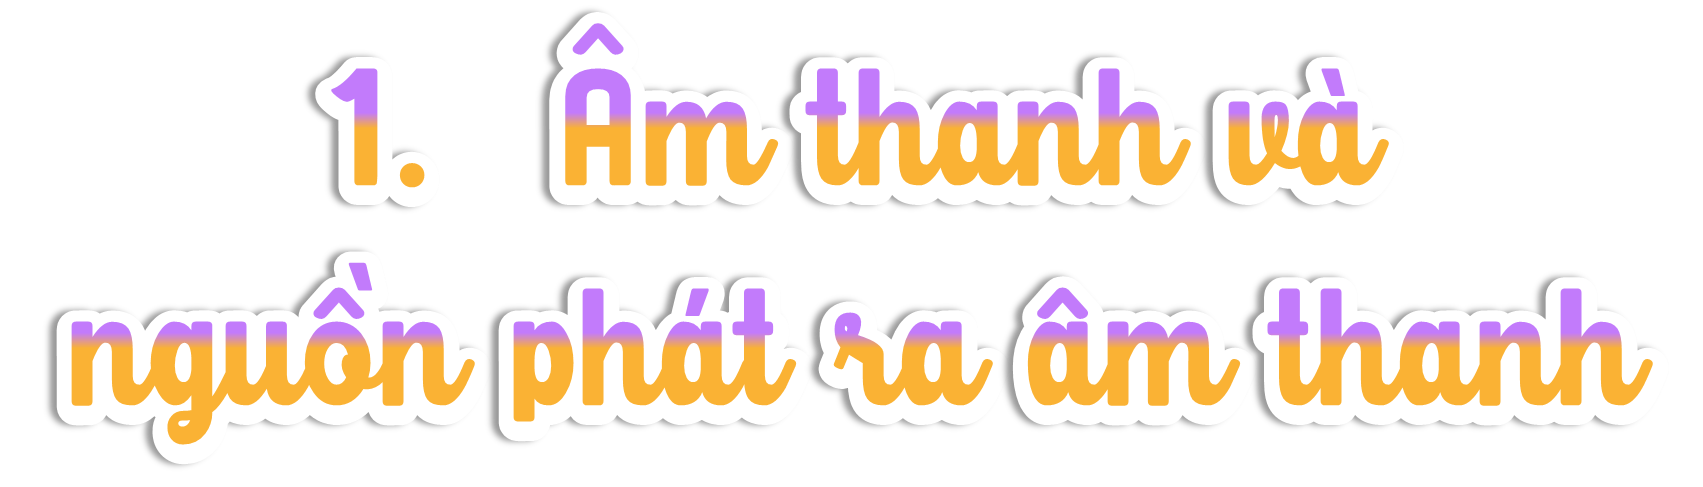 1. Âm thanh và
nguồn phát ra âm thanh